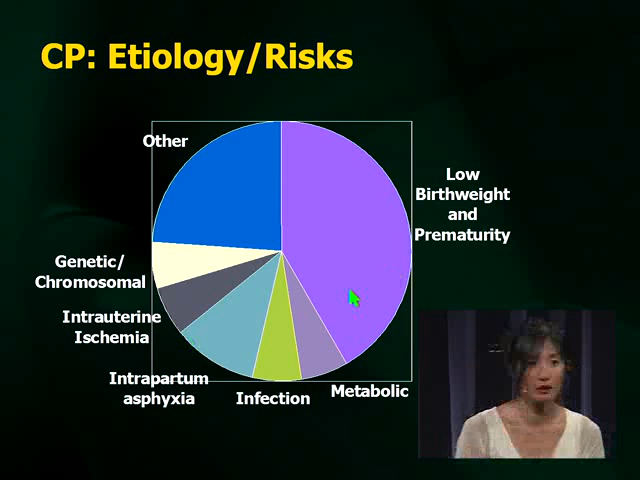 CP: Etiology/Risks
Other
Low
Birthweight
and
Prematurity
Genetic/
Chromosomal
Intrauterine
Ischemia
Intrapartum
asphyxia
Infection
Metabolic